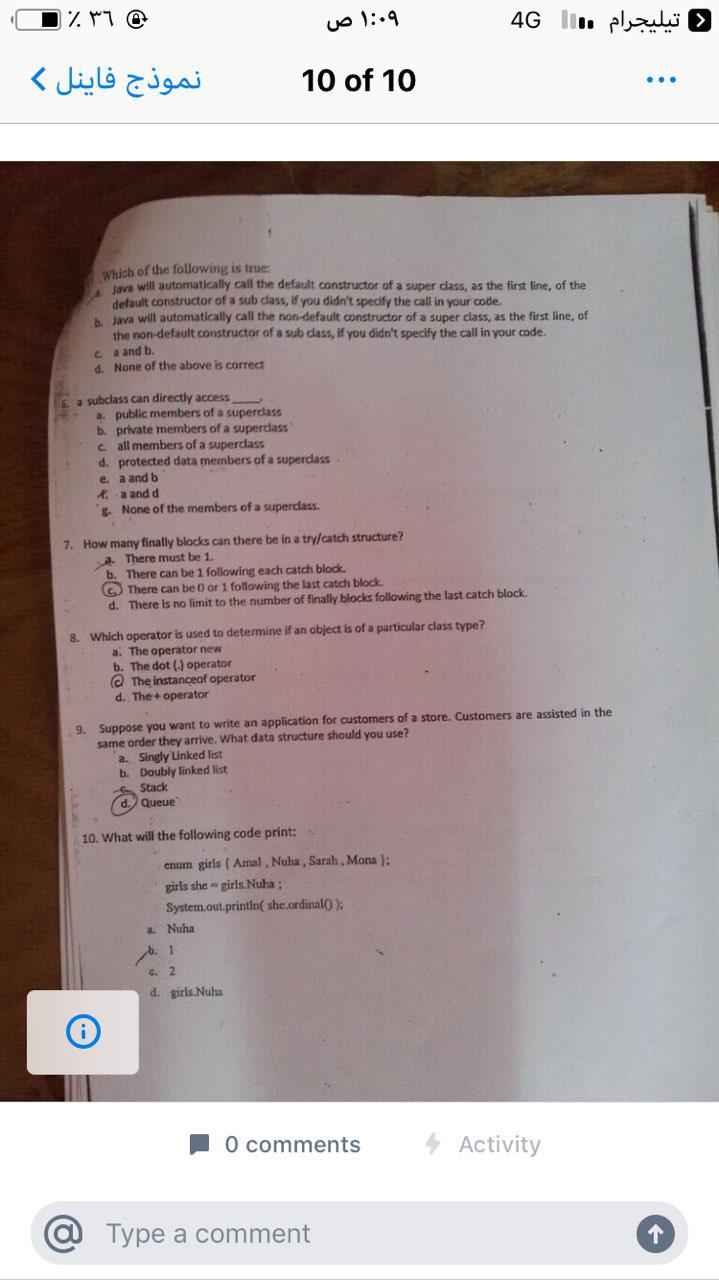 ٪ ٣٦ ١:٠٩ ص 4G تيليجرام
نموذج فاينل 10 of 10
Which of the following is true:
a. Java will automatically call the default constructor of a super class, as the first line, of the
default constructor of a sub class, if you didn't specify the call in your code.
b. Java will automatically call the non-default constructor of a super class, as the first line, of
the non-default constructor of a sub class, if you didn't specify the call in your code.
c. a and b.
d. None of the above is correct
6. a subclass can directly access ____.
a. public members of a superclass
b. private members of a superclass
c. all members of a superclass
d. protected data members of a superclass
e. a and b
f. a and d
g. None of the members of a superclass.
7. How many finally blocks can there be in a try/catch structure?
a. There must be 1.
b. There can be 1 following each catch block.
c. There can be 0 or 1 following the last catch block.
d. There is no limit to the number of finally blocks following the last catch block.
8. Which operator is used to determine if an object is of a particular class type?
a. The operator new
b. The dot (.) operator
c. The instanceof operator
d. The + operator
9. Suppose you want to write an application for customers of a store. Customers are assisted in the
same order they arrive. What data structure should you use?
a. Singly Linked list
b. Doubly linked list
c. Stack
d. Queue
10. What will the following code print:
enum girls { Amal , Nuha , Sarah , Mona };
girls she = girls.Nuha ;
System.out.println( she.ordinal() );
a. Nuha
b. 1
c. 2
d. girls.Nuha
0 comments Activity
@ Type a comment